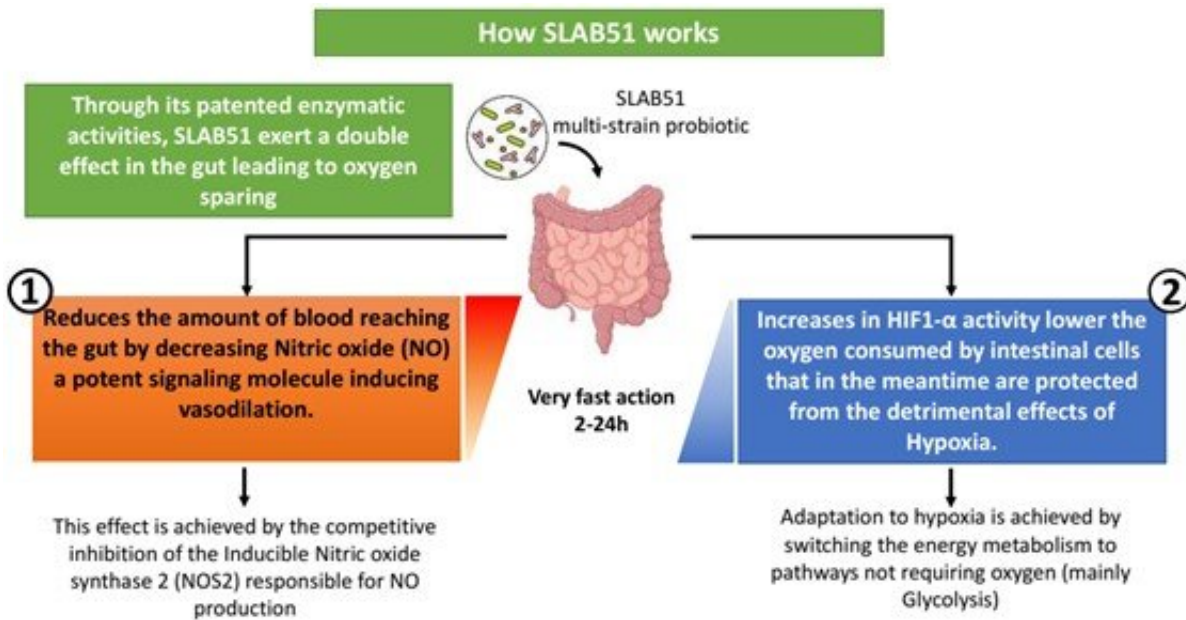 How SLAB51 works
Through its patented enzymatic
activities, SLAB51 exert a double
effect in the gut leading to oxygen
sparing
SLAB51
multi-strain probiotic
1
Reduces the amount of blood reaching
the gut by decreasing Nitric oxide (NO)
a potent signaling molecule inducing
vasodilation.
Very fast action
2-24h
2
Increases in HIF1-α activity lower the
oxygen consumed by intestinal cells
that in the meantime are protected
from the detrimental effects of
Hypoxia.
This effect is achieved by the competitive
inhibition of the Inducible Nitric oxide
synthase 2 (NOS2) responsible for NO
production
Adaptation to hypoxia is achieved by
switching the energy metabolism to
pathways not requiring oxygen (mainly
Glycolysis)